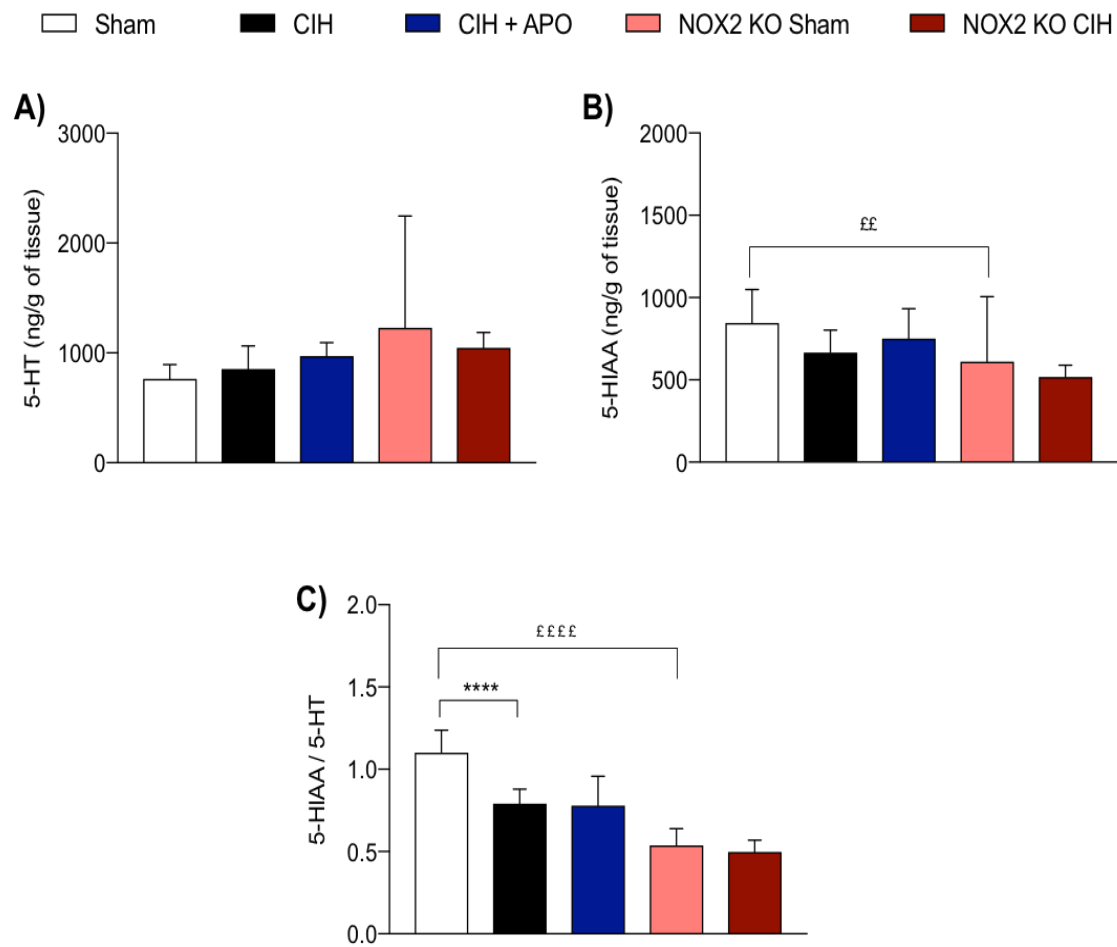 Sham CIH CIH + APO NOX2 KO Sham NOX2 KO CIH
A)
5-HT (ng/g of tissue)
3000
2000
1000
0
B)
5-HIAA (ng/g of tissue)
2000
1500
1000
500
0
££
C)
5-HIAA / 5-HT
2.0
1.5
1.0
0.5
0.0
££££
****